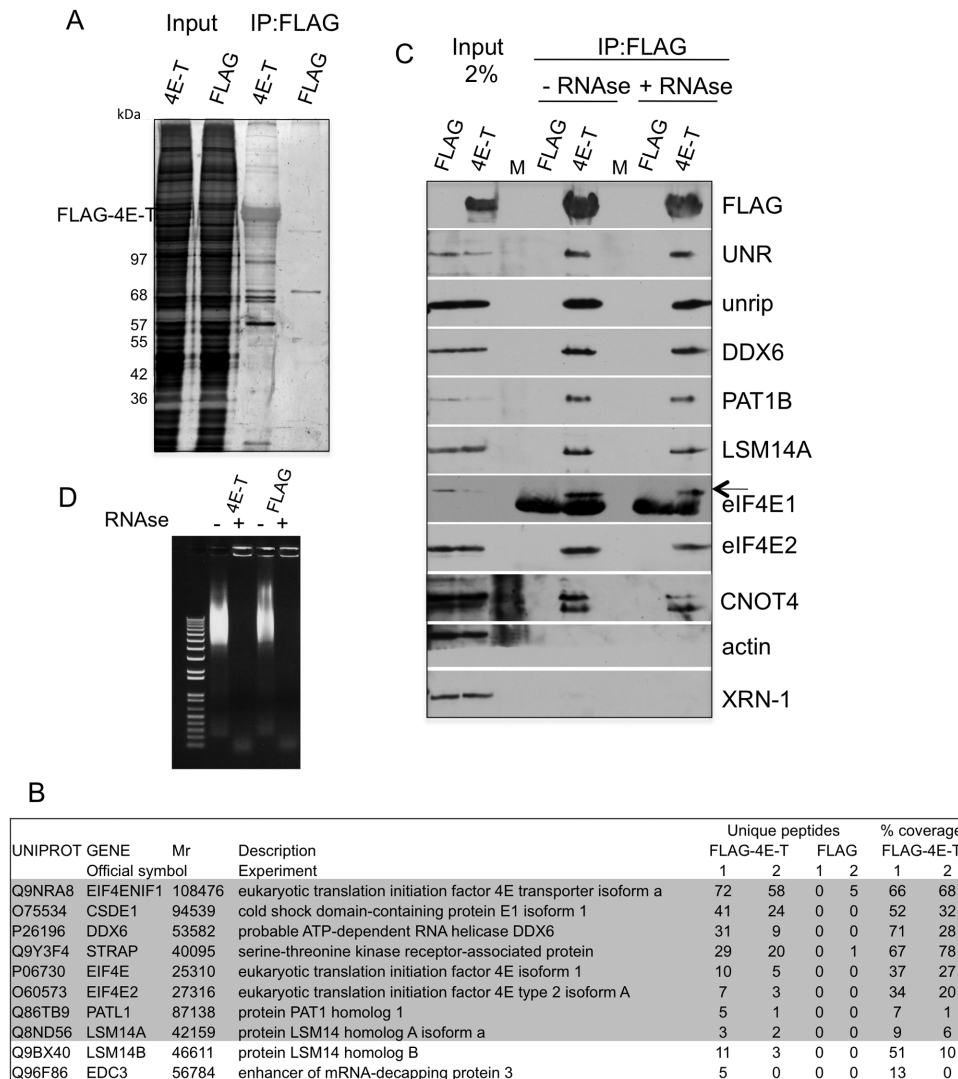 A
Input IP:FLAG
4E-T FLAG 4E-T FLAG
kDa
FLAG-4E-T
97
68
57
55
42
36
C
Input 2% IP:FLAG
- RNAse + RNAse
FLAG 4E-T M FLAG 4E-T M FLAG 4E-T
FLAG
UNR
unrip
DDX6
PAT1B
LSM14A
eIF4E1
eIF4E2
CNOT4
actin
XRN-1
D
4E-T FLAG
RNAse - + - +
B
Unique peptides % coverage
UNIPROT GENE Mr Description FLAG-4E-T FLAG FLAG-4E-T
Official symbol Experiment 1 2 1 2 1 2
Q9NRA8 EIF4ENIF1 108476 eukaryotic translation initiation factor 4E transporter isoform a 72 58 0 5 66 68
O75534 CSDE1 94539 cold shock domain-containing protein E1 isoform 1 41 24 0 0 52 32
P26196 DDX6 53582 probable ATP-dependent RNA helicase DDX6 31 9 0 0 71 28
Q9Y3F4 STRAP 40095 serine-threonine kinase receptor-associated protein 29 20 0 1 67 78
P06730 EIF4E 25310 eukaryotic translation initiation factor 4E isoform 1 10 5 0 0 37 27
O60573 EIF4E2 27316 eukaryotic translation initiation factor 4E type 2 isoform A 7 3 0 0 34 20
Q86TB9 PATL1 87138 protein PAT1 homolog 1 5 1 0 0 7 1
Q8ND56 LSM14A 42159 protein LSM14 homolog A isoform a 3 2 0 0 9 6
Q9BX40 LSM14B 46611 protein LSM14 homolog B 11 3 0 0 51 10
Q96F86 EDC3 56784 enhancer of mRNA-decapping protein 3 5 0 0 0 13 0